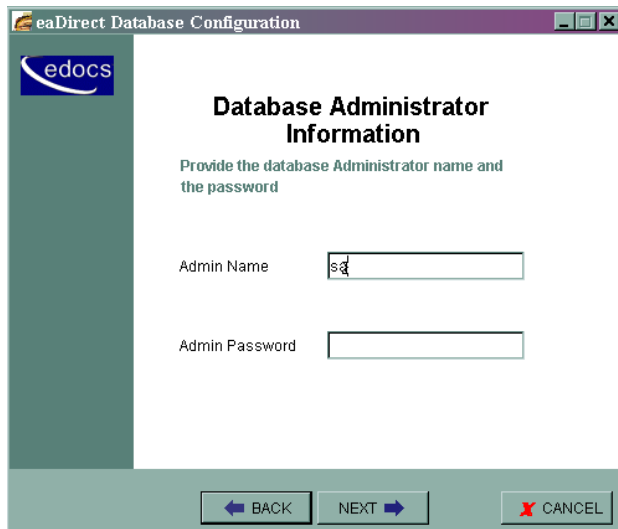 eaDirect Database Configuration
edocs
Database Administrator
Information
Provide the database Administrator name and
the password
Admin Name
sa
Admin Password
BACK
NEXT
CANCEL